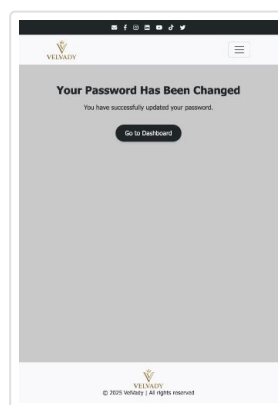 VELVADY
Your Password Has Been Changed
You have successfully updated your password.
Go to Dashboard
VELVADY
© 2025 VelVady | All rights reserved